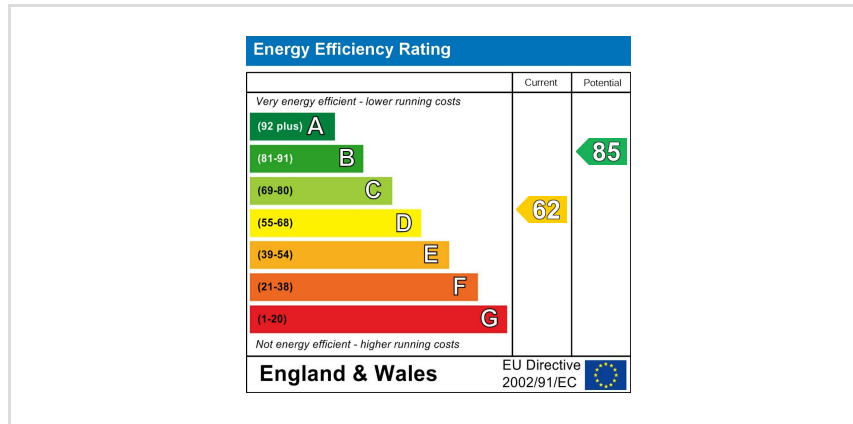 Energy Efficiency Rating
Current Potential
Very energy efficient - lower running costs
(92 plus) A
(81-91) B
85
(69-80) C
62
(55-68) D
(39-54) E
(21-38) F
(1-20) G
Not energy efficient - higher running costs
England & Wales
EU Directive
2002/91/EC